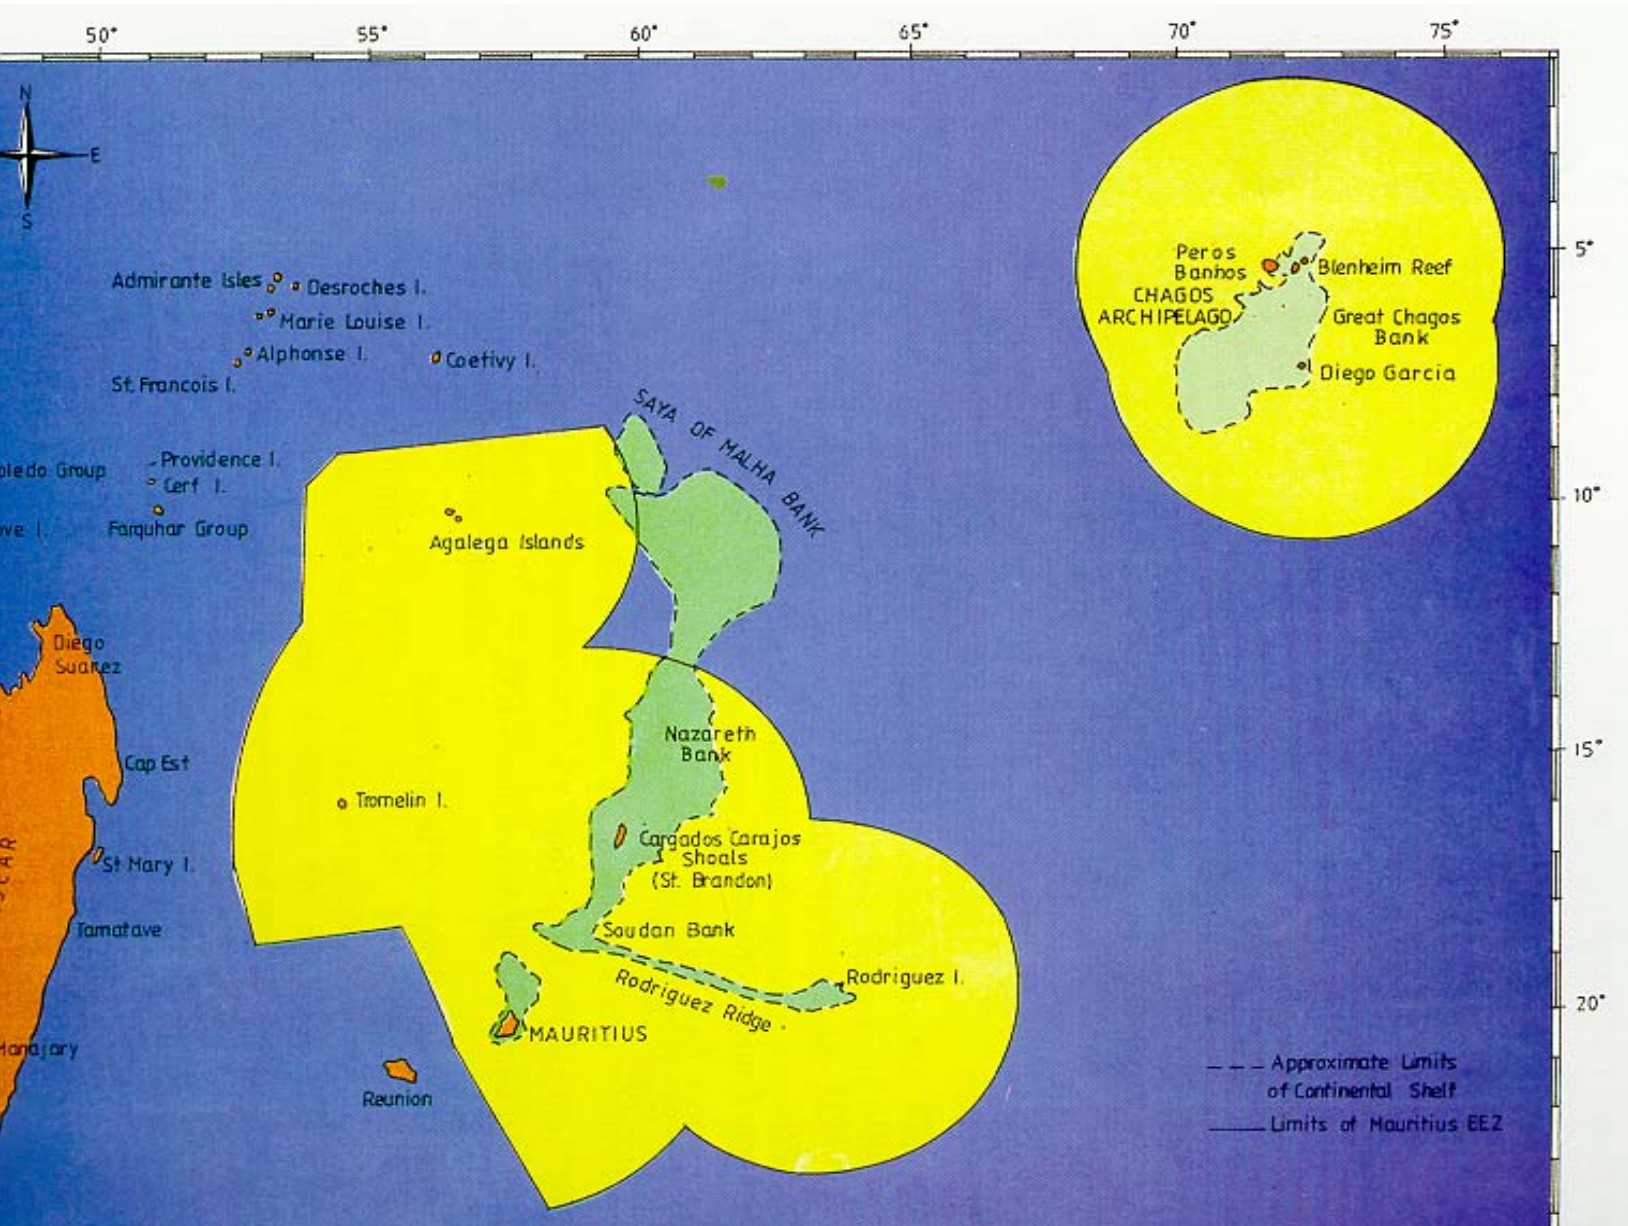 50°
55°
60°
65°
70°
75°
N
E
S
5°
10°
15°
20°
Admirante Isles
Desroches I.
Marie Louise I.
Alphonse I.
Coetivy I.
St. Francois I.
Providence I.
Cerf I.
oledo Group
Farquhar Group
ove I.
Agalega Islands
SAYA OF MALHA BANK
Peros
Banhos
Blenheim Reef
CHAGOS
ARCHIPELAGO
Great Chagos
Bank
Diego Garcia
Diego
Suarez
Nazareth
Bank
Cap Est
Tromelin I.
Cargados Carajos
Shoals
(St. Brandon)
St Mary I.
SCAR
Tamatave
Soudan Bank
Rodriguez Ridge
Rodriguez I.
MAURITIUS
Manajary
Reunion
Approximate Limits
of Continental Shelf
Limits of Mauritius EEZ